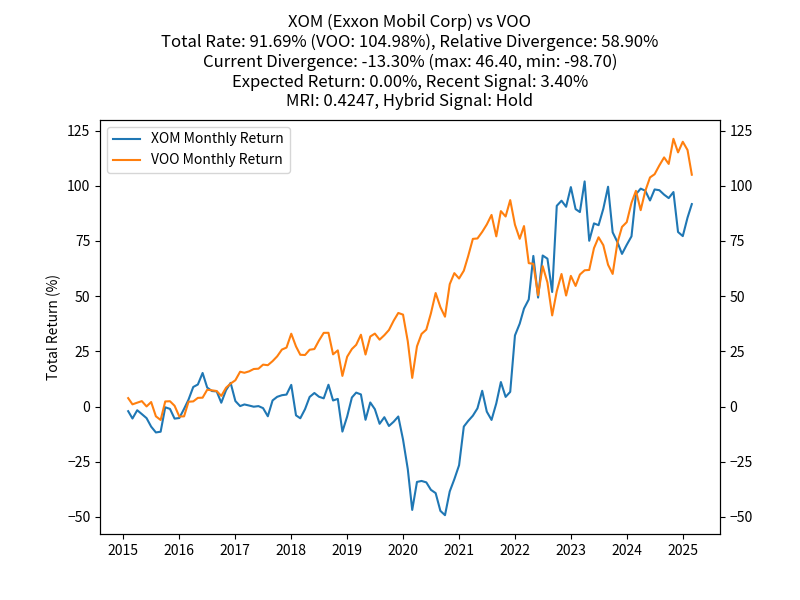 XOM (Exxon Mobil Corp) vs VOO
Total Rate: 91.69% (VOO: 104.98%), Relative Divergence: 58.90%
Current Divergence: -13.30% (max: 46.40, min: -98.70)
Expected Return: 0.00%, Recent Signal: 3.40%
MRI: 0.4247, Hybrid Signal: Hold
XOM Monthly Return
VOO Monthly Return
Total Return (%)
125
100
75
50
25
0
−25
−50
125
100
75
50
25
0
−25
−50
2015 2016 2017 2018 2019 2020 2021 2022 2023 2024 2025